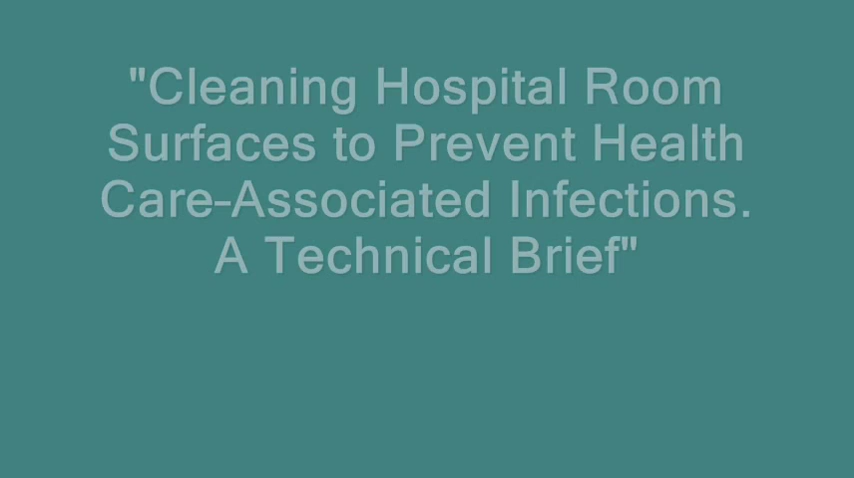 "Cleaning Hospital Room
Surfaces to Prevent Health
Care–Associated Infections.
A Technical Brief"